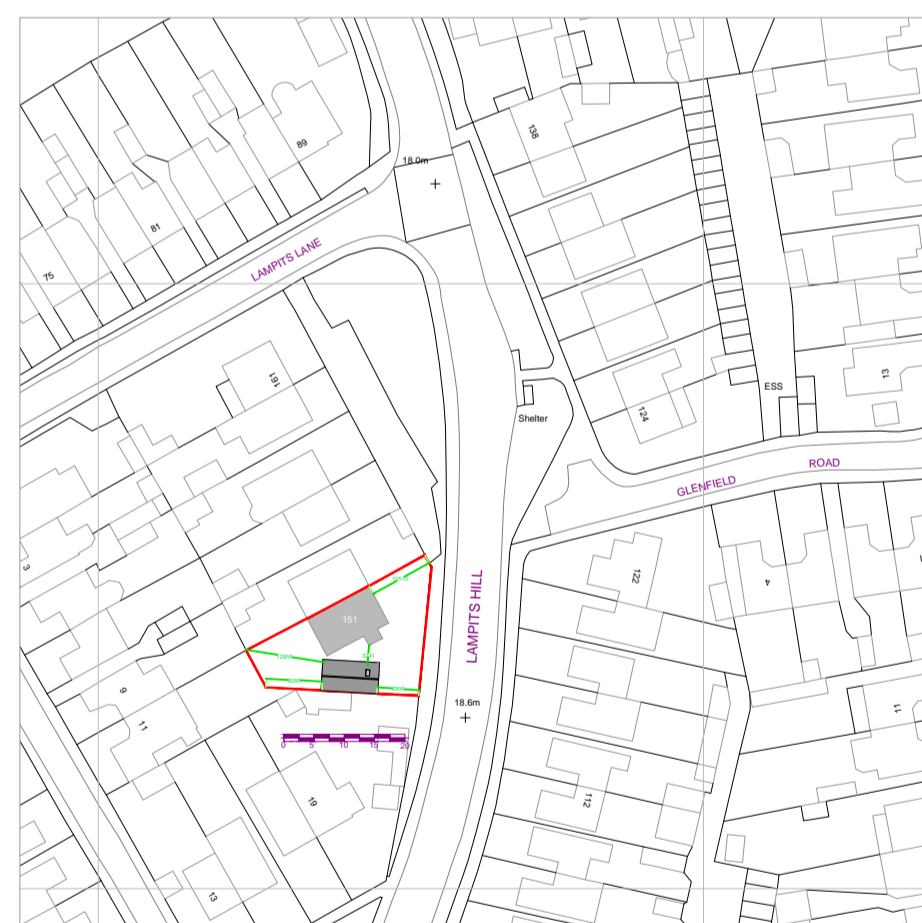 138
89
18.0m
81
LAMPITS LANE
75
161
13
ESS
124
Shelter
ROAD
GLENFIELD
3
122
4
151
LAMPITS HILL
9
11
18.6m
11
0 5 10 15 20
19
112
13